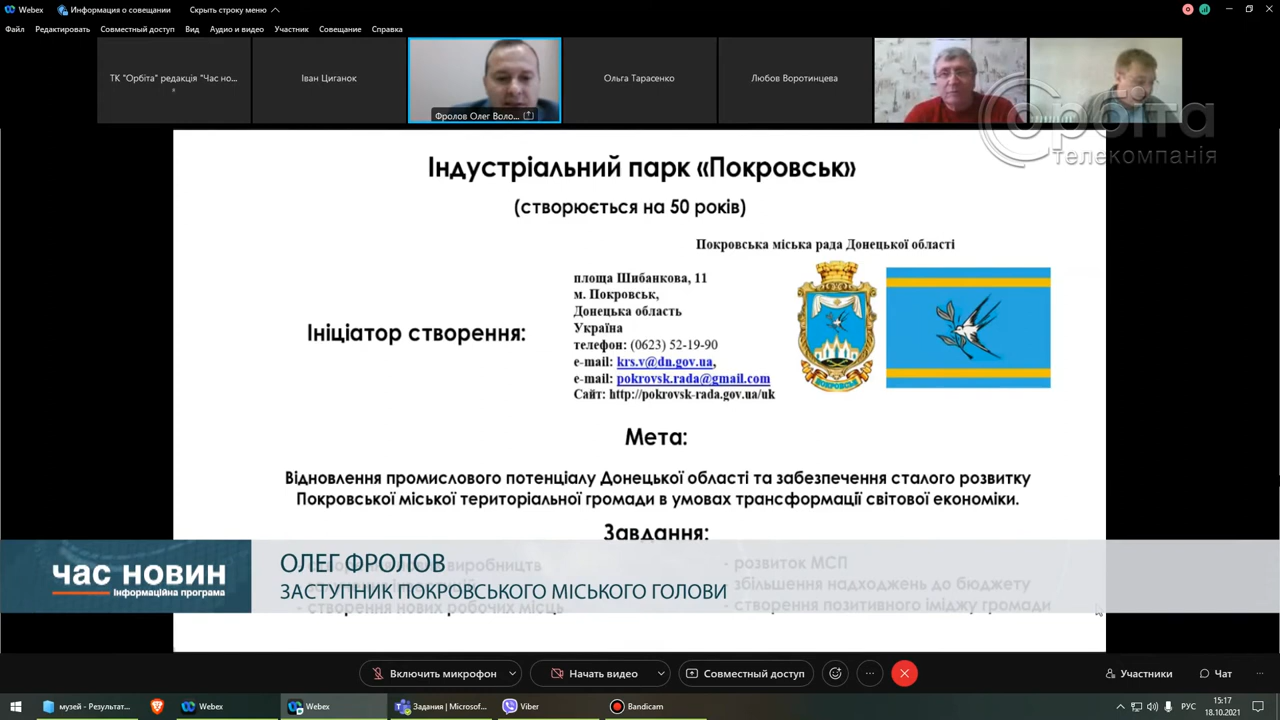 Webex
Информация о совещании
Скрыть строку меню
Файл Редактировать Совместный доступ Вид Аудио и видео Участник Совещание Справка
ТК "Орбіта" редакція "Час но...
Іван Циганок
Фролов Олег Воло...
Ольга Тарасенко
Любов Воротинцева
Орбіта
телекомпанія
Індустріальний парк «Покровськ»
(створюється на 50 років)
Покровська міська рада Донецької області
Ініціатор створення:
площа Шибанкова, 11
м. Покровськ,
Донецька область
Україна
телефон: (0623) 52-19-90
e-mail: krs.v@dn.gov.ua,
e-mail: pokrovsk.rada@gmail.com
Сайт: http://pokrovsk-rada.gov.ua/uk
ПОКРОВСЬК
Мета:
Відновлення промислового потенціалу Донецької області та забезпечення сталого розвитку
Покровської міської територіальної громади в умовах трансформації світової економіки.
Завдання:
виробництв
- створення нових робочих місць
- розвиток МСП
- збільшення надходжень до бюджету
- створення позитивного іміджу громади
час новин
інформаційна програма
ОЛЕГ ФРОЛОВ
ЗАСТУПНИК ПОКРОВСЬКОГО МІСЬКОГО ГОЛОВИ
Включить микрофон
Начать видео
Совместный доступ
Участники
Чат
музей - Результат...
Webex
Webex
Задания | Microsof...
Viber
Bandicam
РУС
15:17
18.10.2021